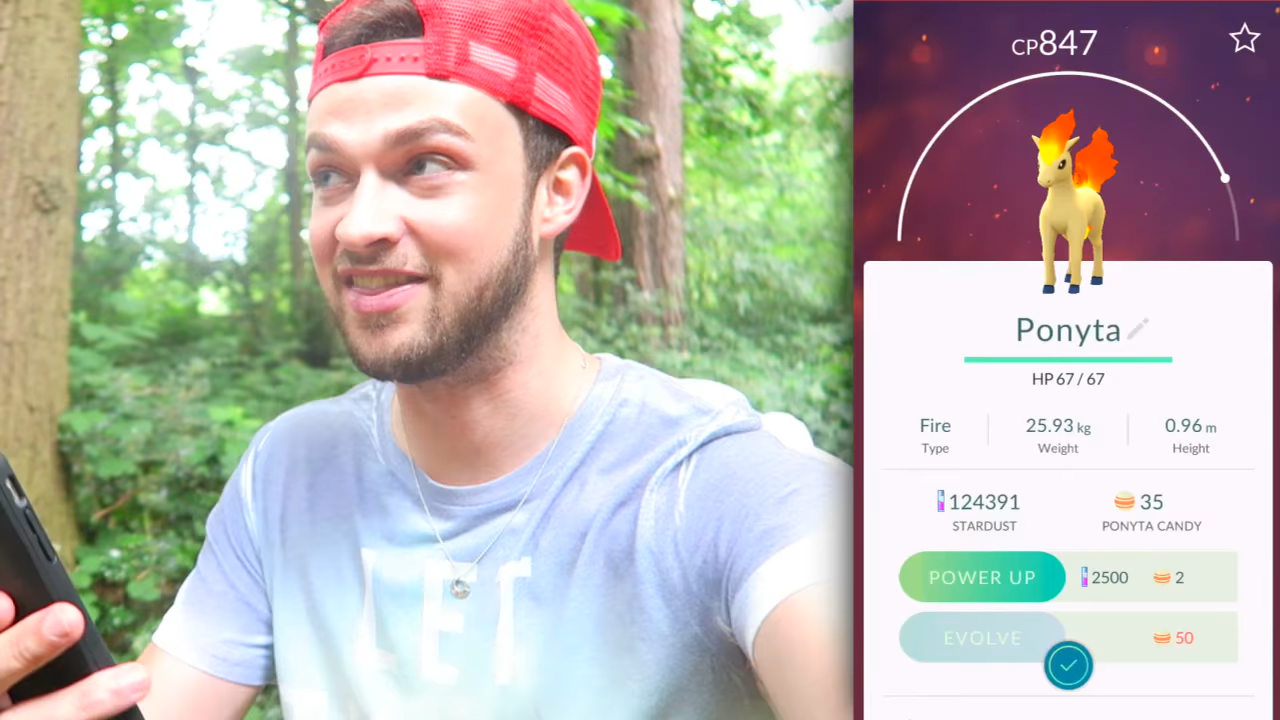 CP847
Ponyta
HP 67 / 67
Fire 25.93 kg 0.96 m
Type Weight Height
124391 35
STARDUST PONYTA CANDY
POWER UP 2500 2
EVOLVE 50
LET